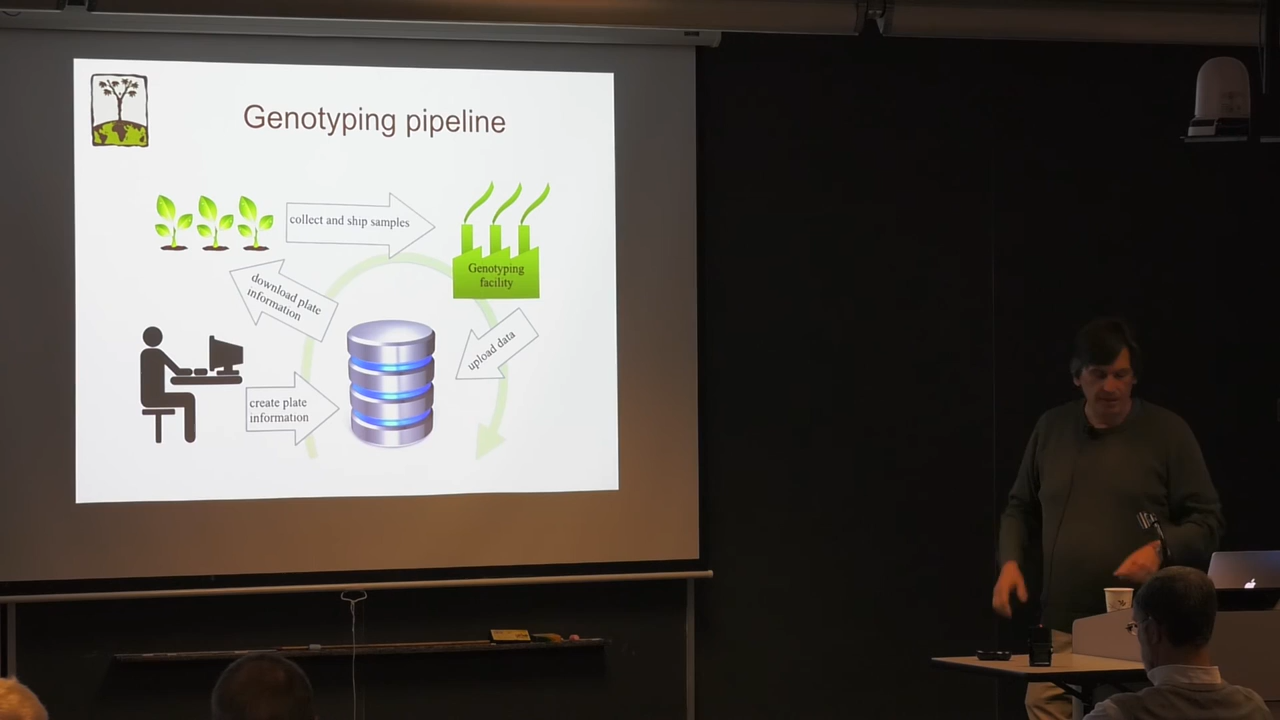 Genotyping pipeline
collect and ship samples
Genotyping
facility
download plate
information
upload data
create plate
information